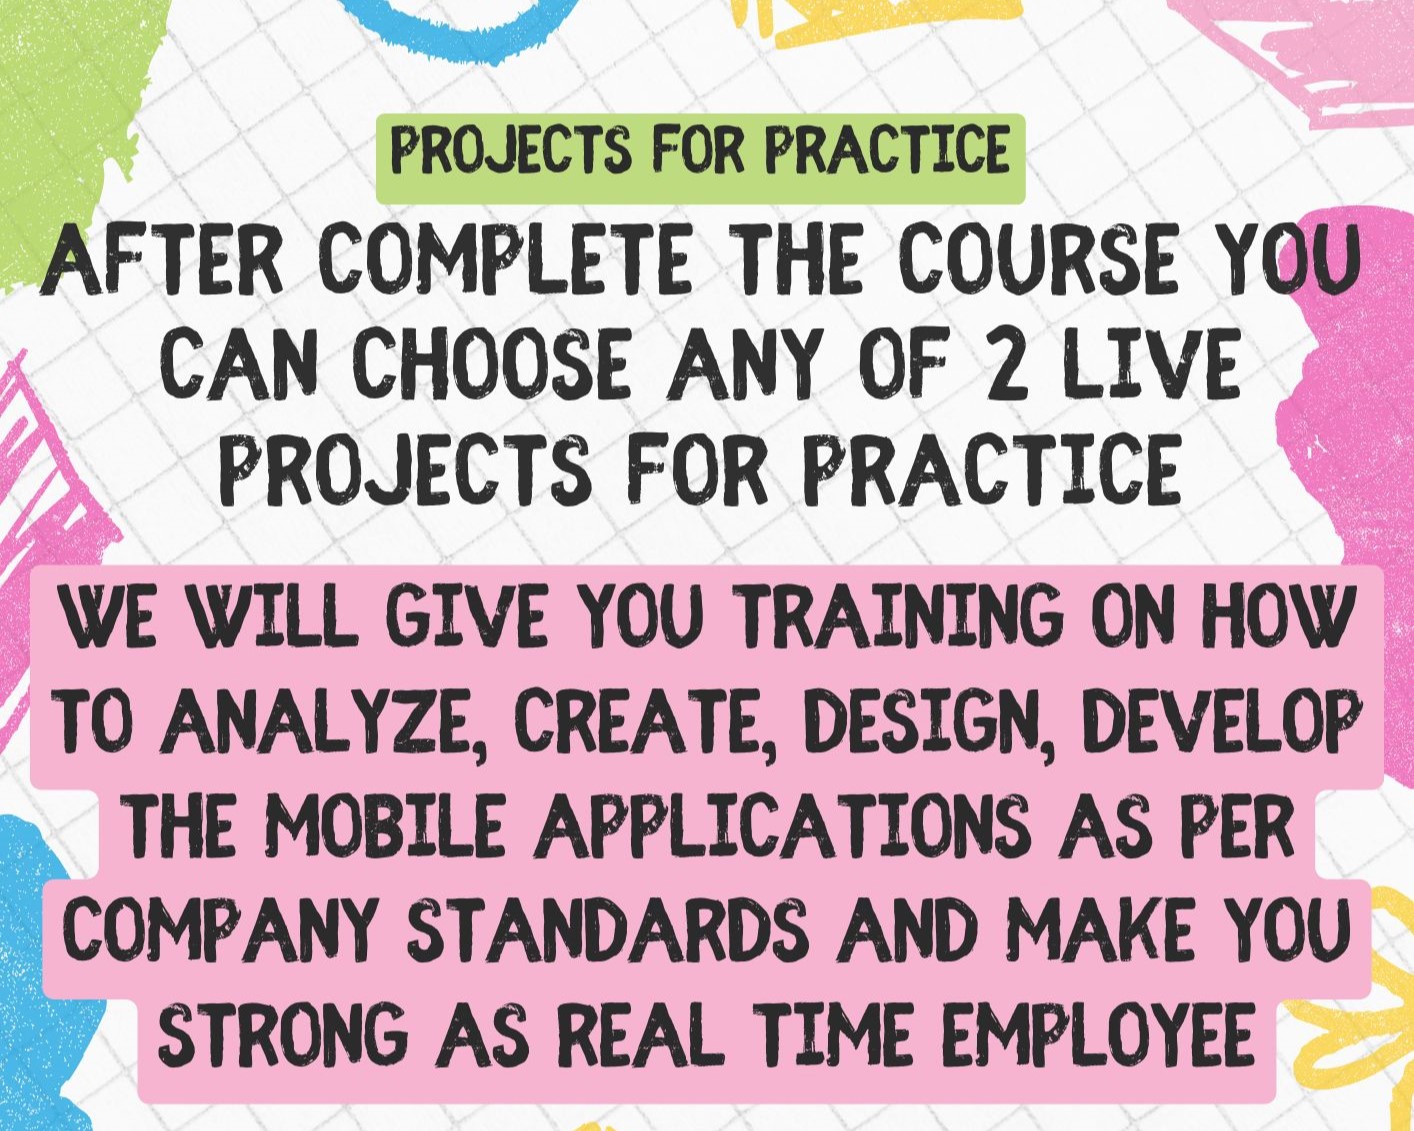 PROJECTS FOR PRACTICE
AFTER COMPLETE THE COURSE YOU
CAN CHOOSE ANY OF 2 LIVE
PROJECTS FOR PRACTICE
WE WILL GIVE YOU TRAINING ON HOW
TO ANALYZE, CREATE, DESIGN, DEVELOP
THE MOBILE APPLICATIONS AS PER
COMPANY STANDARDS AND MAKE YOU
STRONG AS REAL TIME EMPLOYEE